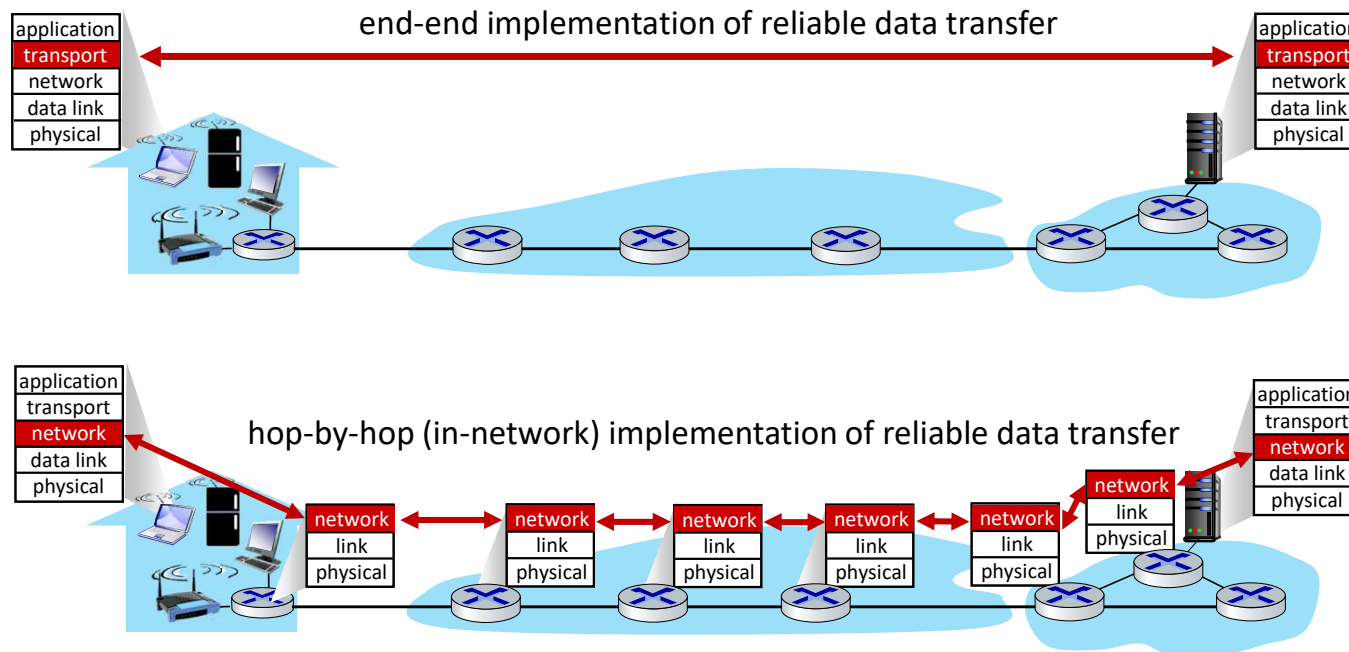 end-end implementation of reliable data transfer
application
transport
network
data link
physical
application
transport
network
data link
physical
hop-by-hop (in-network) implementation of reliable data transfer
application
transport
network
data link
physical
network
link
physical
network
link
physical
network
link
physical
network
link
physical
network
link
physical
network
link
physical
application
transport
network
data link
physical